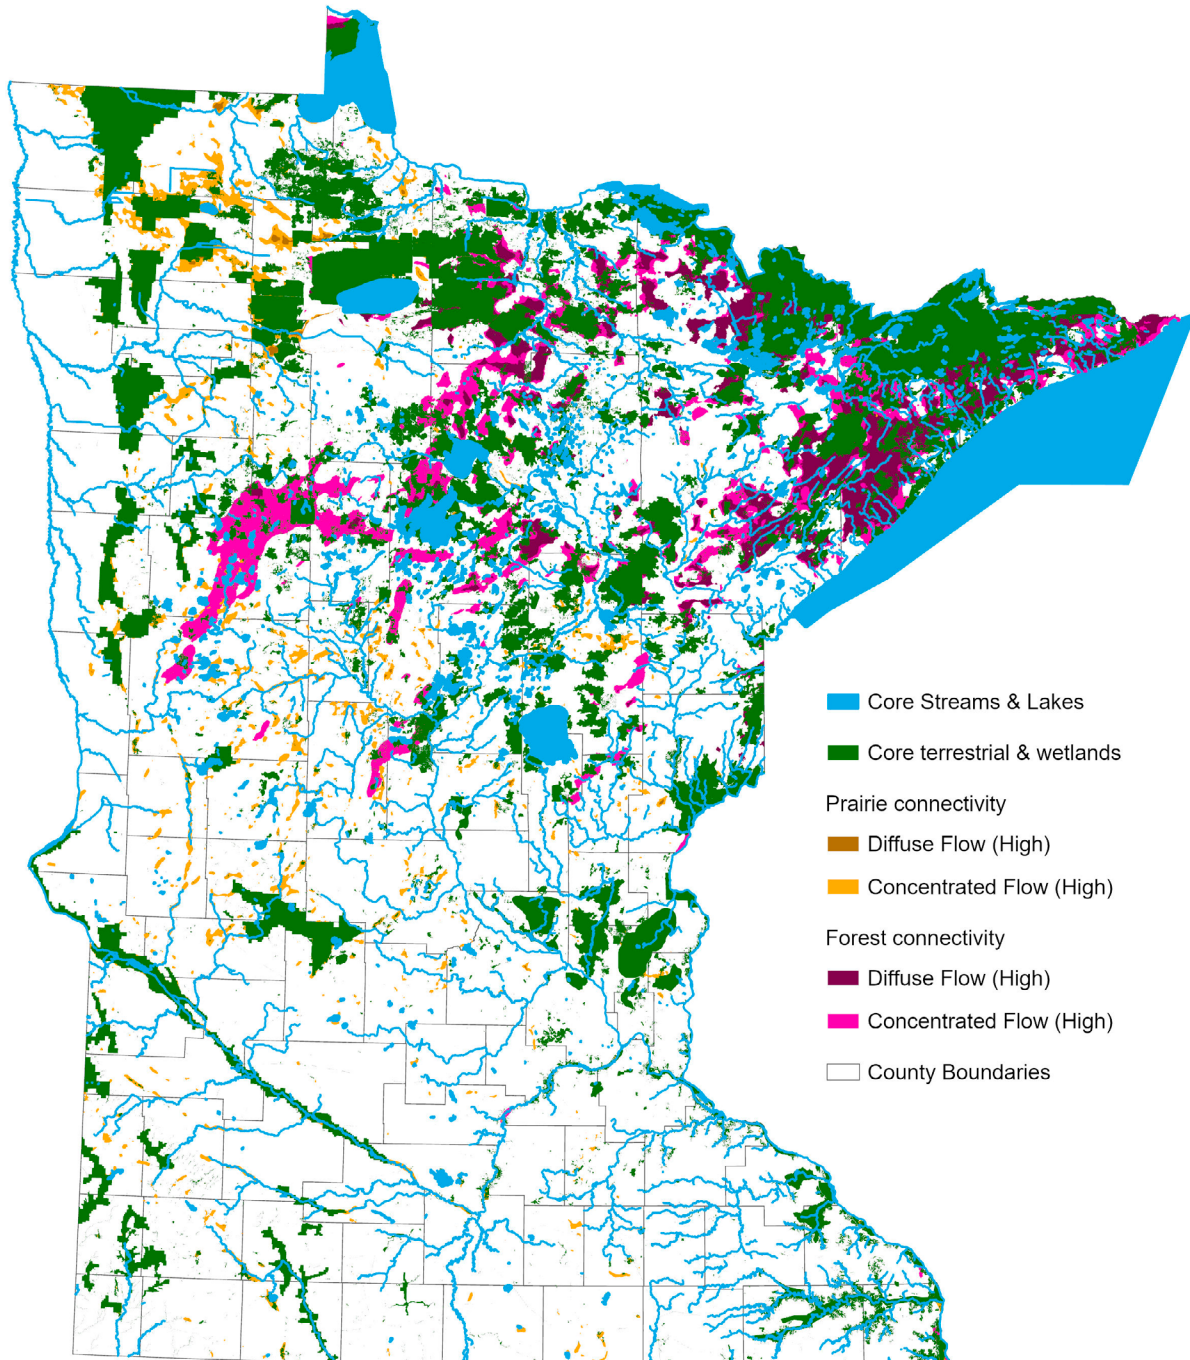 Core Streams & Lakes
Core terrestrial & wetlands
Prairie connectivity
Diffuse Flow (High)
Concentrated Flow (High)
Forest connectivity
Diffuse Flow (High)
Concentrated Flow (High)
County Boundaries